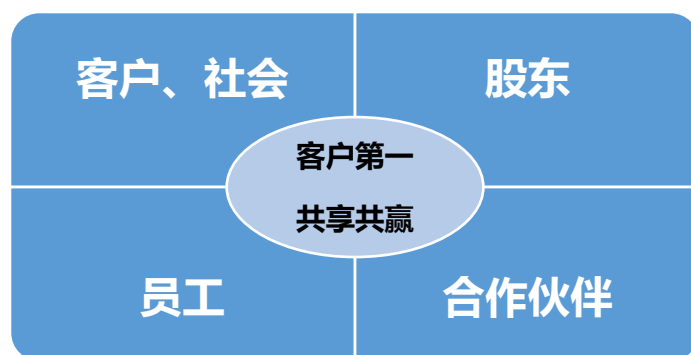 客户、社会
股东
客户第一
共享共赢
员工
合作伙伴